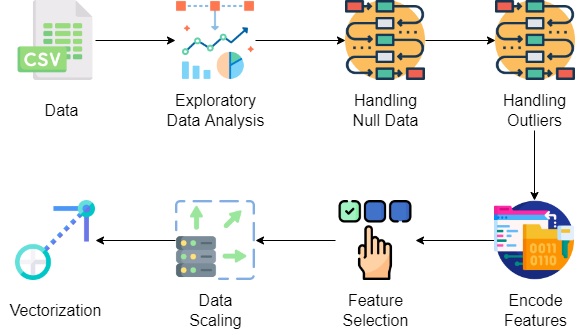 CSV
Data
Exploratory
Data Analysis
Handling
Null Data
Handling
Outliers
Vectorization
Data
Scaling
Feature
Selection
0011
0110
Encode
Features